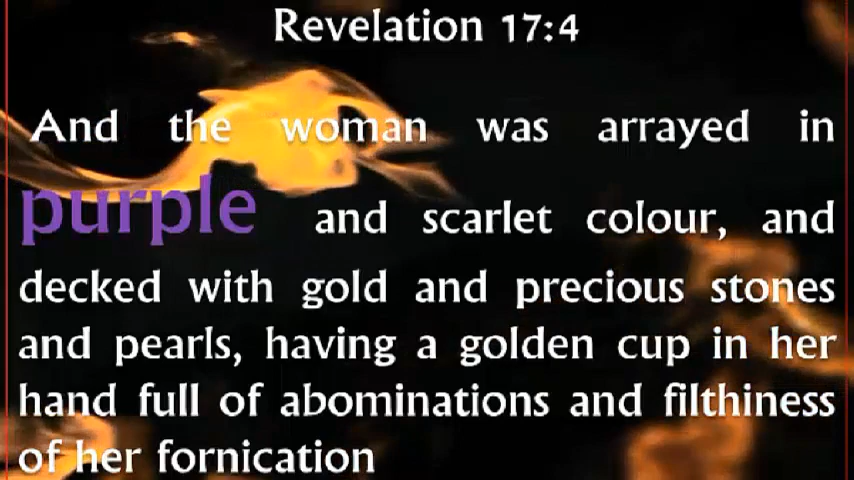 Revelation 17:4
And the woman was arrayed in
purple and scarlet colour, and
decked with gold and precious stones
and pearls, having a golden cup in her
hand full of abominations and filthiness
of her fornication